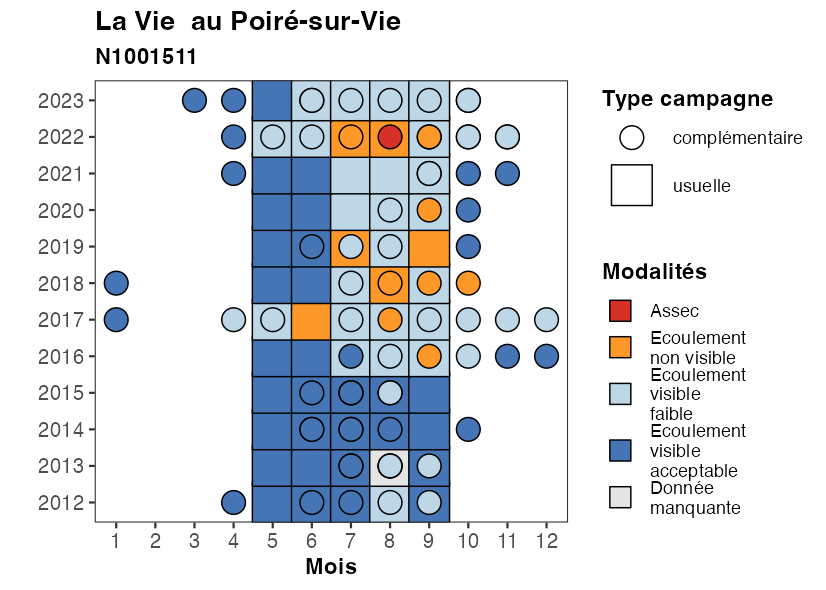 La Vie  au Poiré-sur-Vie
N1001511
2023
2022
2021
2020
2019
2018
2017
2016
2015
2014
2013
2012
1 2 3 4 5 6 7 8 9 10 11 12
Mois
Type campagne
complémentaire
usuelle
Modalités
Assec
Ecoulement
non visible
Ecoulement
visible
faible
Ecoulement
visible
acceptable
Donnée
manquante